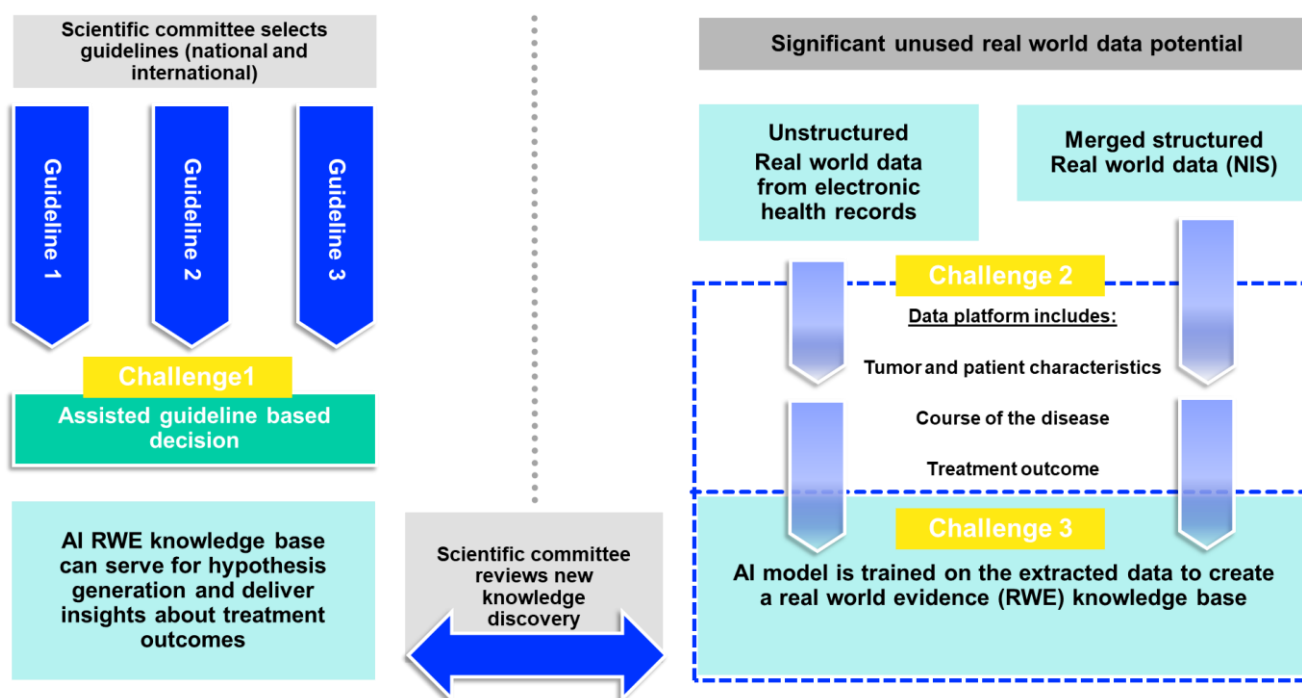 Scientific committee selects
guidelines (national and
international)
Guideline 1
Guideline 2
Guideline 3
Challenge1
Assisted guideline based
decision
AI RWE knowledge base
can serve for hypothesis
generation and deliver
insights about treatment
outcomes
Scientific committee
reviews new
knowledge
discovery
Significant unused real world data potential
Unstructured
Real world data
from electronic
health records
Merged structured
Real world data (NIS)
Challenge 2
Data platform includes:
Tumor and patient characteristics
Course of the disease
Treatment outcome
Challenge 3
AI model is trained on the extracted data to create
a real world evidence (RWE) knowledge base